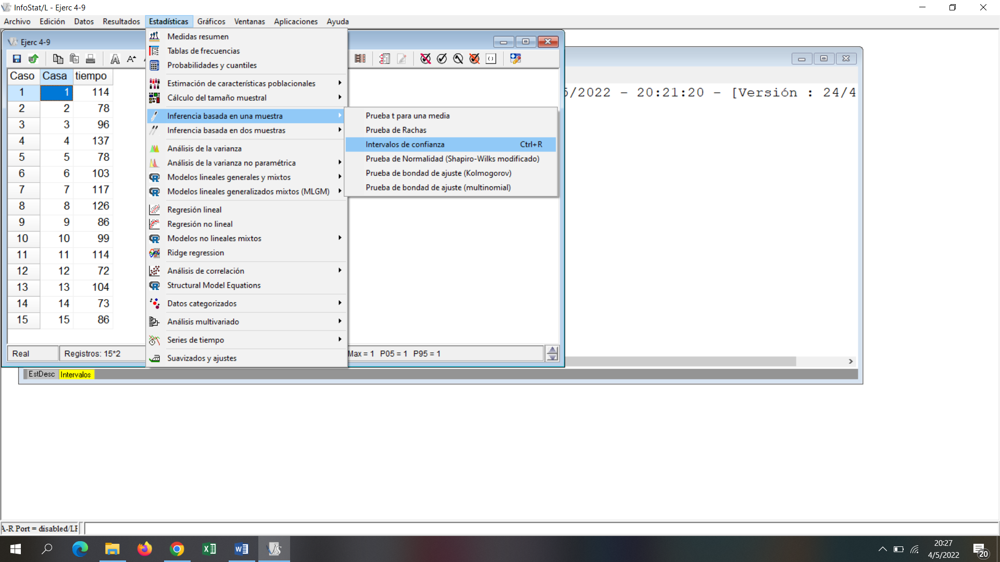 InfoStat/L - Ejerc 4-9
Archivo Edición Datos Resultados Estadísticas Gráficos Ventanas Aplicaciones Ayuda
Ejerc 4-9
Caso Casa tiempo
1 1 114
2 2 78
3 3 96
4 4 137
5 5 78
6 6 103
7 7 117
8 8 126
9 9 86
10 10 99
11 11 114
12 12 72
13 13 104
14 14 73
15 15 86
Real Registros: 15*2 Max = 1 P05 = 1 P95 = 1
Medidas resumen
Tablas de frecuencias
Probabilidades y cuantiles
Estimación de características poblacionales
Cálculo del tamaño muestral
Inferencia basada en una muestra
Inferencia basada en dos muestras
Análisis de la varianza
Análisis de la varianza no paramétrica
Modelos lineales generales y mixtos
Modelos lineales generalizados mixtos (MLGM)
Regresión lineal
Regresión no lineal
Modelos no lineales mixtos
Ridge regression
Análisis de correlación
Structural Model Equations
Datos categorizados
Análisis multivariado
Series de tiempo
Suavizados y ajustes
Prueba t para una media
Prueba de Rachas
Intervalos de confianza Ctrl+R
Prueba de Normalidad (Shapiro-Wilks modificado)
Prueba de bondad de ajuste (Kolmogorov)
Prueba de bondad de ajuste (multinomial)
5/2022 - 20:21:20 - [Versión : 24/4
EstDesc Intervalos
A-R Port = disabled/LF
20:27
4/5/2022
20